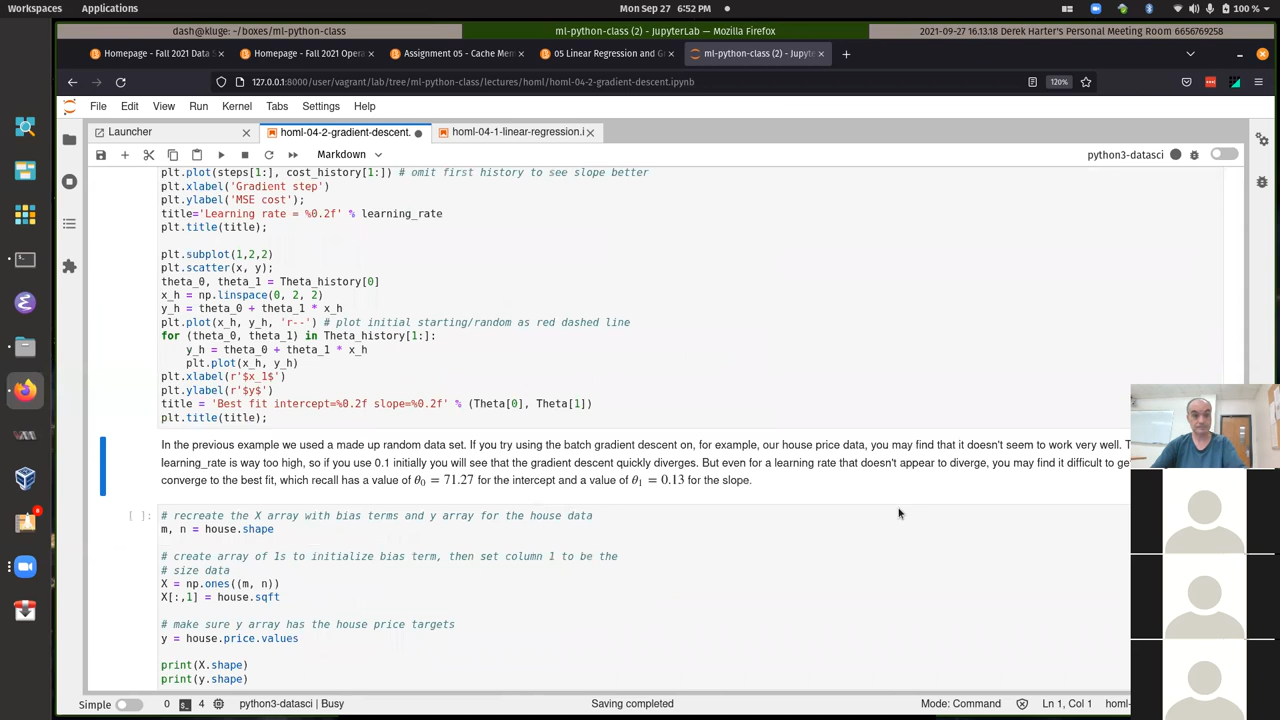 Workspaces Applications Mon Sep 27 6:52 PM 100 %
dash@kluge: ~/boxes/ml-python-class ml-python-class (2) - JupyterLab — Mozilla Firefox 2021-09-27 16.13.18 Derek Harter's Personal Meeting Room 6656769258
Homepage - Fall 2021 Data S Homepage - Fall 2021 Opera Assignment 05 - Cache Mem 05 Linear Regression and G ml-python-class (2) - Jupyte
127.0.0.1:8000/user/vagrant/lab/tree/ml-python-class/lectures/homl/homl-04-2-gradient-descent.ipynb 120%
File Edit View Run Kernel Tabs Settings Help
Launcher homl-04-2-gradient-descent. homl-04-1-linear-regression.i
Markdown python3-datasci
plt.plot(steps[1:], cost_history[1:]) # omit first history to see slope better
plt.xlabel('Gradient step')
plt.ylabel('MSE cost');
title='Learning rate = %0.2f' % learning_rate
plt.title(title);
plt.subplot(1,2,2)
plt.scatter(x, y);
theta_0, theta_1 = Theta_history[0]
x_h = np.linspace(0, 2, 2)
y_h = theta_0 + theta_1 * x_h
plt.plot(x_h, y_h, 'r--') # plot initial starting/random as red dashed line
for (theta_0, theta_1) in Theta_history[1:]:
    y_h = theta_0 + theta_1 * x_h
    plt.plot(x_h, y_h)
plt.xlabel(r'$x_1$')
plt.ylabel(r'$y$')
title = 'Best fit intercept=%0.2f slope=%0.2f' % (Theta[0], Theta[1])
plt.title(title);
In the previous example we used a made up random data set. If you try using the batch gradient descent on, for example, our house price data, you may find that it doesn't seem to work very well. T
learning_rate is way too high, so if you use 0.1 initially you will see that the gradient descent quickly diverges. But even for a learning rate that doesn't appear to diverge, you may find it difficult to ge
converge to the best fit, which recall has a value of θ0 = 71.27 for the intercept and a value of θ1 = 0.13 for the slope.
[ ]: # recreate the X array with bias terms and y array for the house data
m, n = house.shape
# create array of 1s to initialize bias term, then set column 1 to be the
# size data
X = np.ones((m, n))
X[:,1] = house.sqft
# make sure y array has the house price targets
y = house.price.values
print(X.shape)
print(y.shape)
Simple 0 4 python3-datasci | Busy Saving completed Mode: Command Ln 1, Col 1 homl-